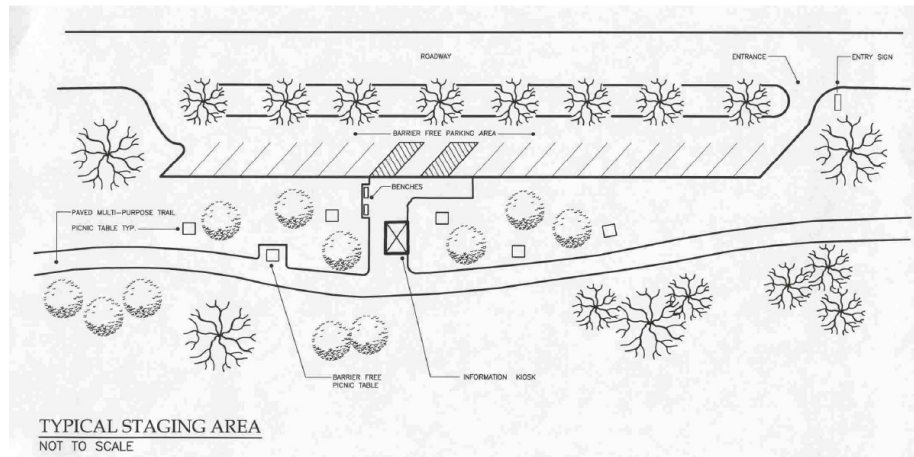 ROADWAY
ENTRANCE
ENTRY SIGN
BARRIER FREE PARKING AREA
BENCHES
PAVED MULTI-PURPOSE TRAIL
PICNIC TABLE TYP.
BARRIER FREE
PICNIC TABLE
INFORMATION KIOSK
TYPICAL STAGING AREA
NOT TO SCALE